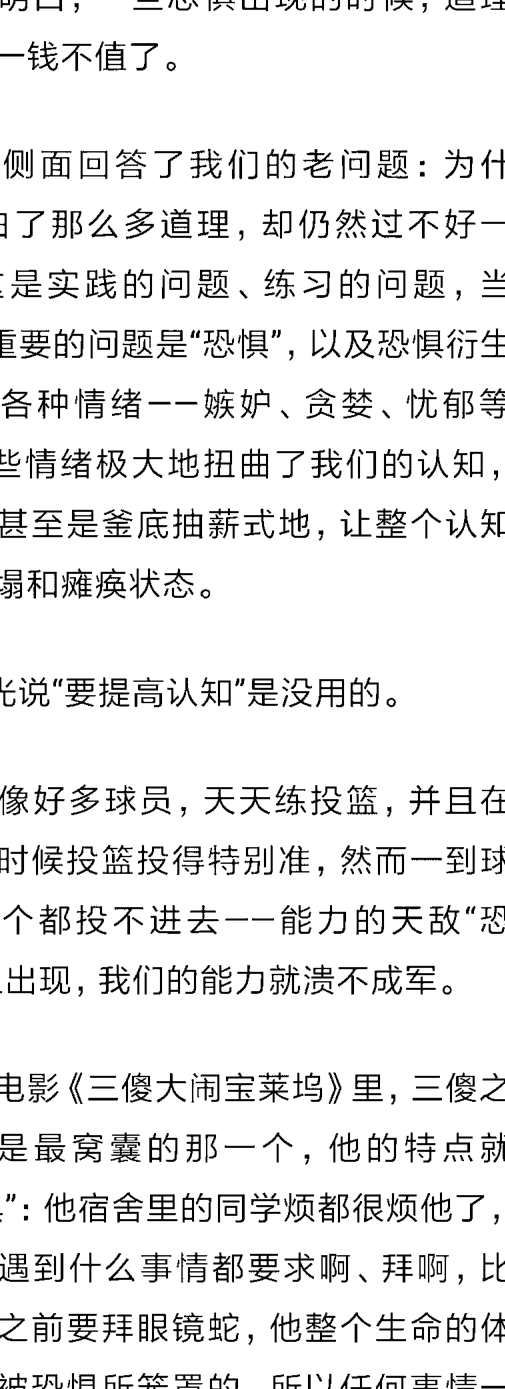 一钱不值了。
侧面回答了我们的老问题：为什
了那么多道理，却仍然过不好一
是实践的问题、练习的问题，当
重要的问题是“恐惧”，以及恐惧衍生
各种情绪——嫉妒、贪婪、忧郁等
些情绪极大地扭曲了我们的认知，
甚至是釜底抽薪式地，让整个认知
塌和瘫痪状态。
光说“要提高认知”是没用的。
像好多球员，天天练投篮，并且在
时候投篮投得特别准，然而一到球
个都投不进去——能力的天敌“恐
出现，我们的能力就溃不成军。
电影《三傻大闹宝莱坞》里，三傻之
是最窝囊的那一个，他的特点就
”：他宿舍里的同学烦都很烦他了，
遇到什么事情都要求啊、拜啊，比
之前要拜眼镜蛇，他整个生命的体
被恐惧所笼罩的，所以任何事情一